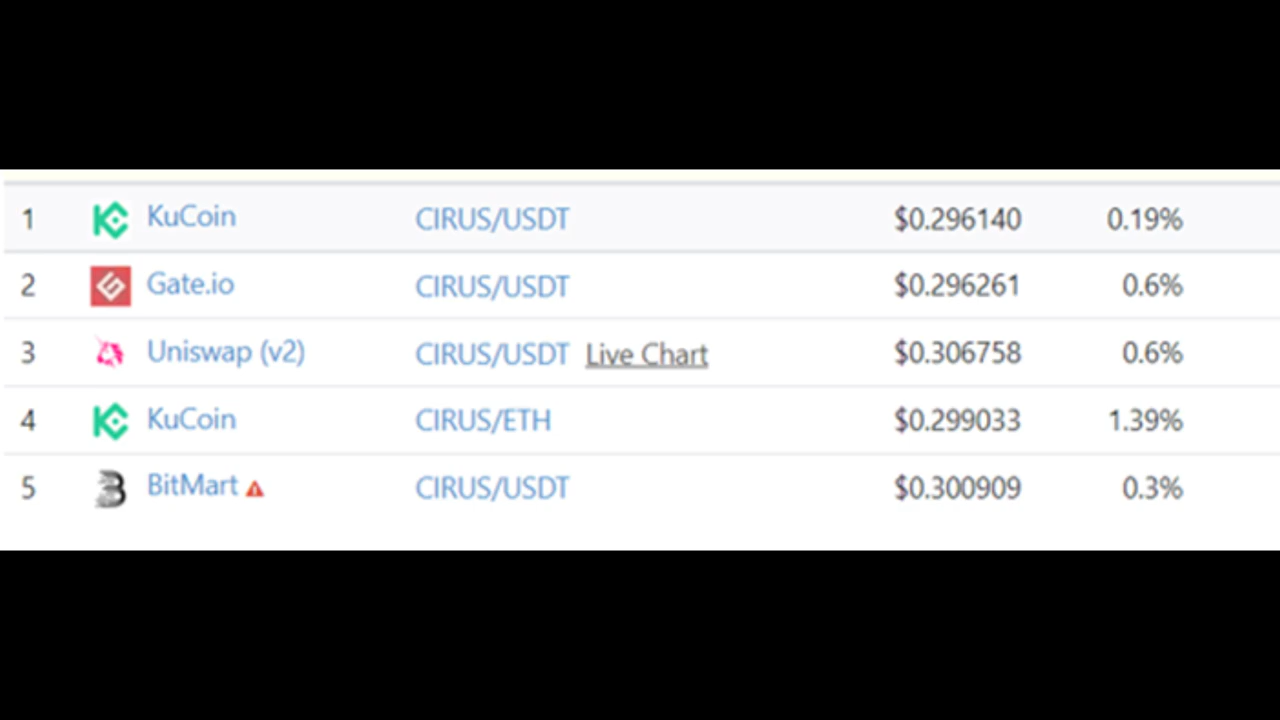 1 KuCoin CIRUS/USDT $0.296140 0.19%
2 Gate.io CIRUS/USDT $0.296261 0.6%
3 Uniswap (v2) CIRUS/USDT Live Chart $0.306758 0.6%
4 KuCoin CIRUS/ETH $0.299033 1.39%
5 BitMart CIRUS/USDT $0.300909 0.3%